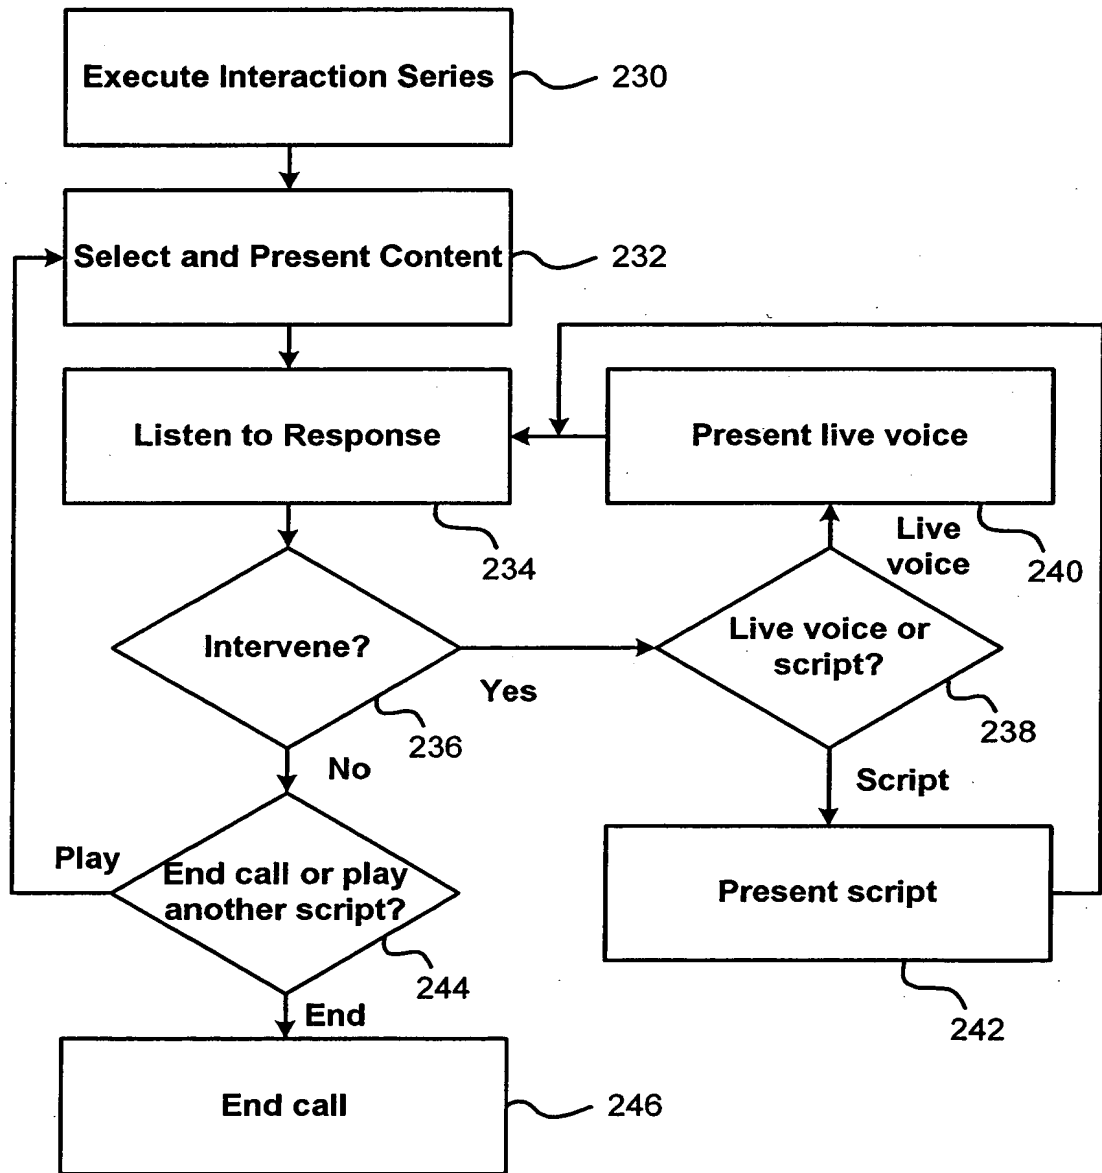 Execute Interaction Series
230
Select and Present Content
232
Listen to Response
234
Present live voice
240
Live
voice
Intervene?
236
Yes
No
Live voice or
script?
238
Script
Play
End call or play
another script?
244
Present script
242
End
End call
246